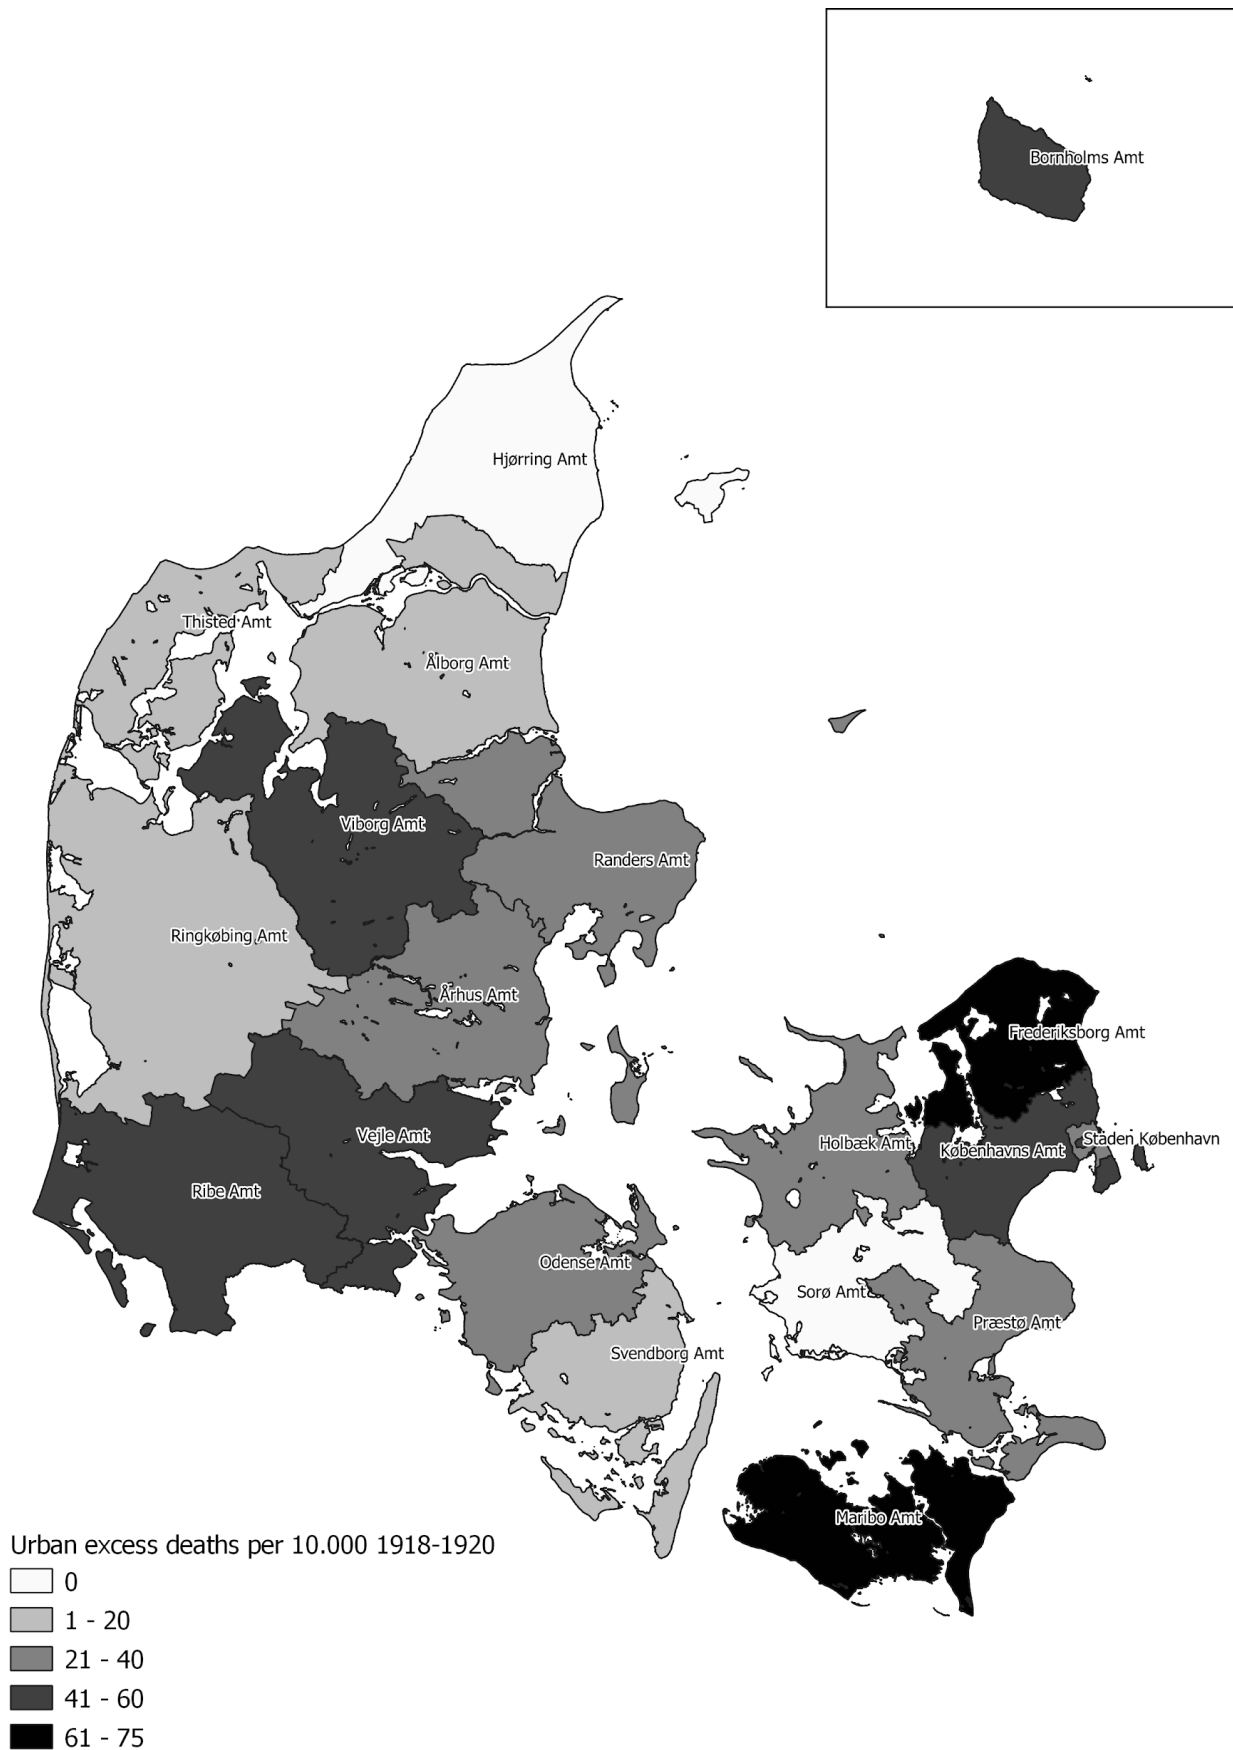 Bornholms Amt
Hjørring Amt
Thisted Amt
Ålborg Amt
Viborg Amt
Randers Amt
Ringkøbing Amt
Århus Amt
Frederiksborg Amt
Vejle Amt
Holbæk Amt
Københavns Amt
Staden København
Ribe Amt
Odense Amt
Sorø Amt
Præstø Amt
Svendborg Amt
Maribo Amt
Urban excess deaths per 10.000 1918-1920
0
1 - 20
21 - 40
41 - 60
61 - 75